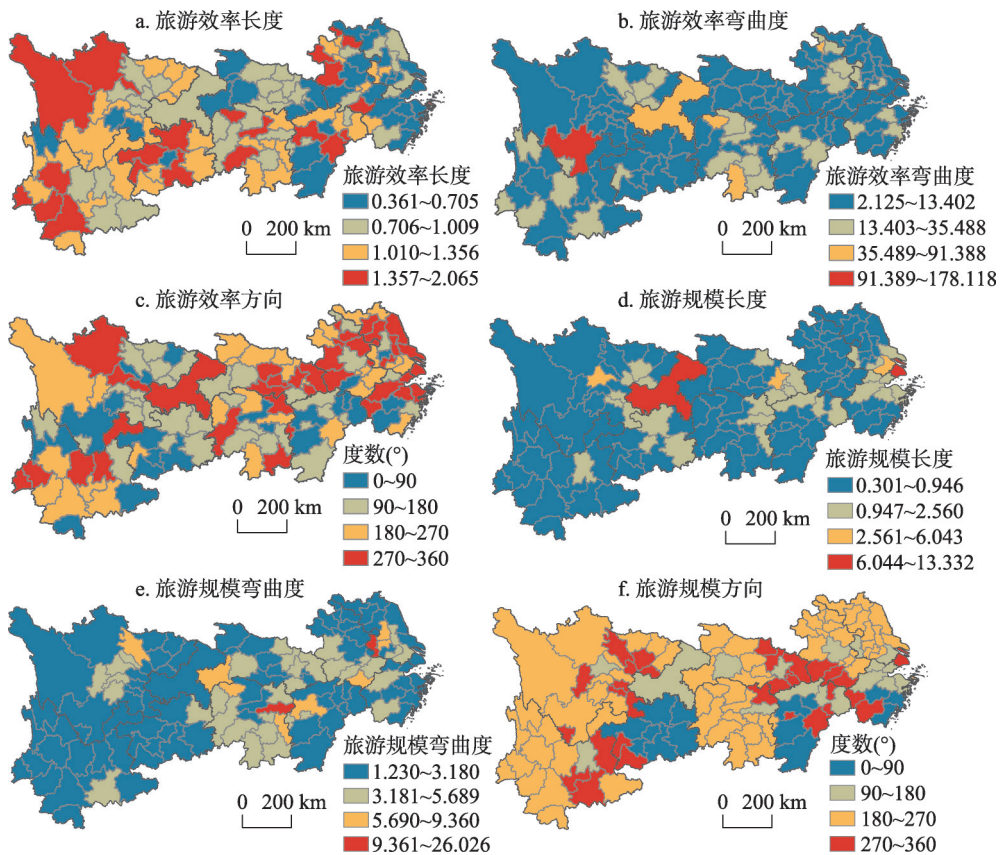 a. 旅游效率长度
旅游效率长度
0.361~0.705
0.706~1.009
1.010~1.356
1.357~2.065
0 200 km
b. 旅游效率弯曲度
旅游效率弯曲度
2.125~13.402
13.403~35.488
35.489~91.388
91.389~178.118
0 200 km
c. 旅游效率方向
度数(°)
0~90
90~180
180~270
270~360
0 200 km
d. 旅游规模长度
旅游规模长度
0.301~0.946
0.947~2.560
2.561~6.043
6.044~13.332
0 200 km
e. 旅游规模弯曲度
旅游规模弯曲度
1.230~3.180
3.181~5.689
5.690~9.360
9.361~26.026
0 200 km
f. 旅游规模方向
度数(°)
0~90
90~180
180~270
270~360
0 200 km